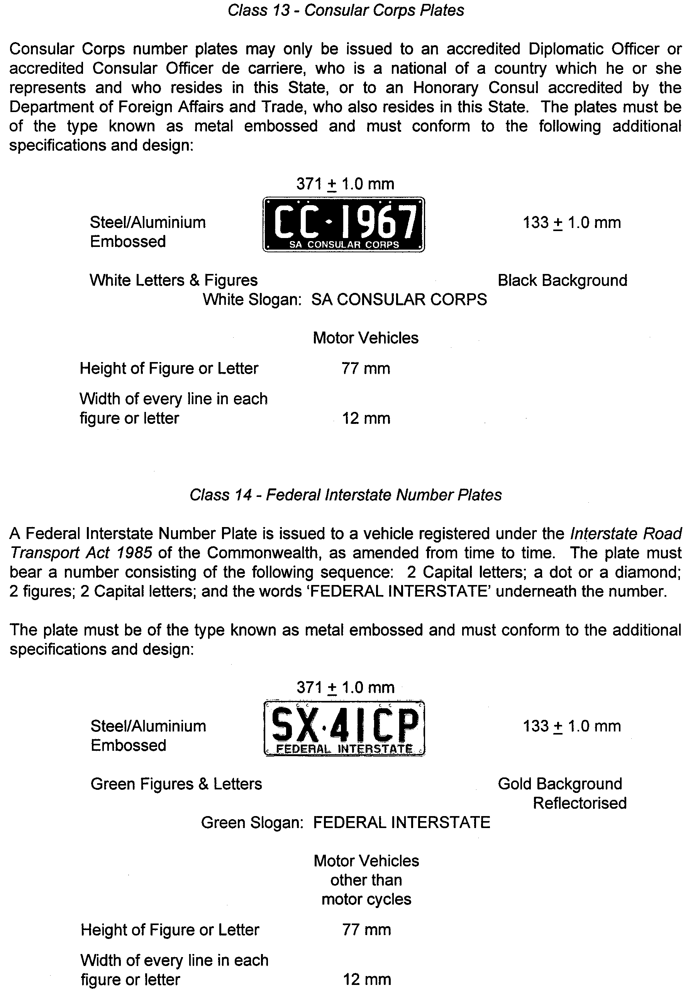 Class 13 - Consular Corps Plates
Consular Corps number plates may only be issued to an accredited Diplomatic Officer or
accredited Consular Officer de carriere, who is a national of a country which he or she
represents and who resides in this State, or to an Honorary Consul accredited by the
Department of Foreign Affairs and Trade, who also resides in this State. The plates must be
of the type known as metal embossed and must conform to the following additional
specifications and design:
371 ± 1.0 mm
CC·1967
SA CONSULAR CORPS
Steel/Aluminium
Embossed
133 ± 1.0 mm
White Letters & Figures
Black Background
White Slogan: SA CONSULAR CORPS
Motor Vehicles
Height of Figure or Letter 77 mm
Width of every line in each
figure or letter 12 mm
Class 14 - Federal Interstate Number Plates
A Federal Interstate Number Plate is issued to a vehicle registered under the Interstate Road
Transport Act 1985 of the Commonwealth, as amended from time to time. The plate must
bear a number consisting of the following sequence: 2 Capital letters; a dot or a diamond;
2 figures; 2 Capital letters; and the words ‘FEDERAL INTERSTATE’ underneath the number.
The plate must be of the type known as metal embossed and must conform to the additional
specifications and design:
371 ± 1.0 mm
SX·41CP
FEDERAL INTERSTATE
Steel/Aluminium
Embossed
133 ± 1.0 mm
Green Figures & Letters
Gold Background
Reflectorised
Green Slogan: FEDERAL INTERSTATE
Motor Vehicles
other than
motor cycles
Height of Figure or Letter 77 mm
Width of every line in each
figure or letter 12 mm